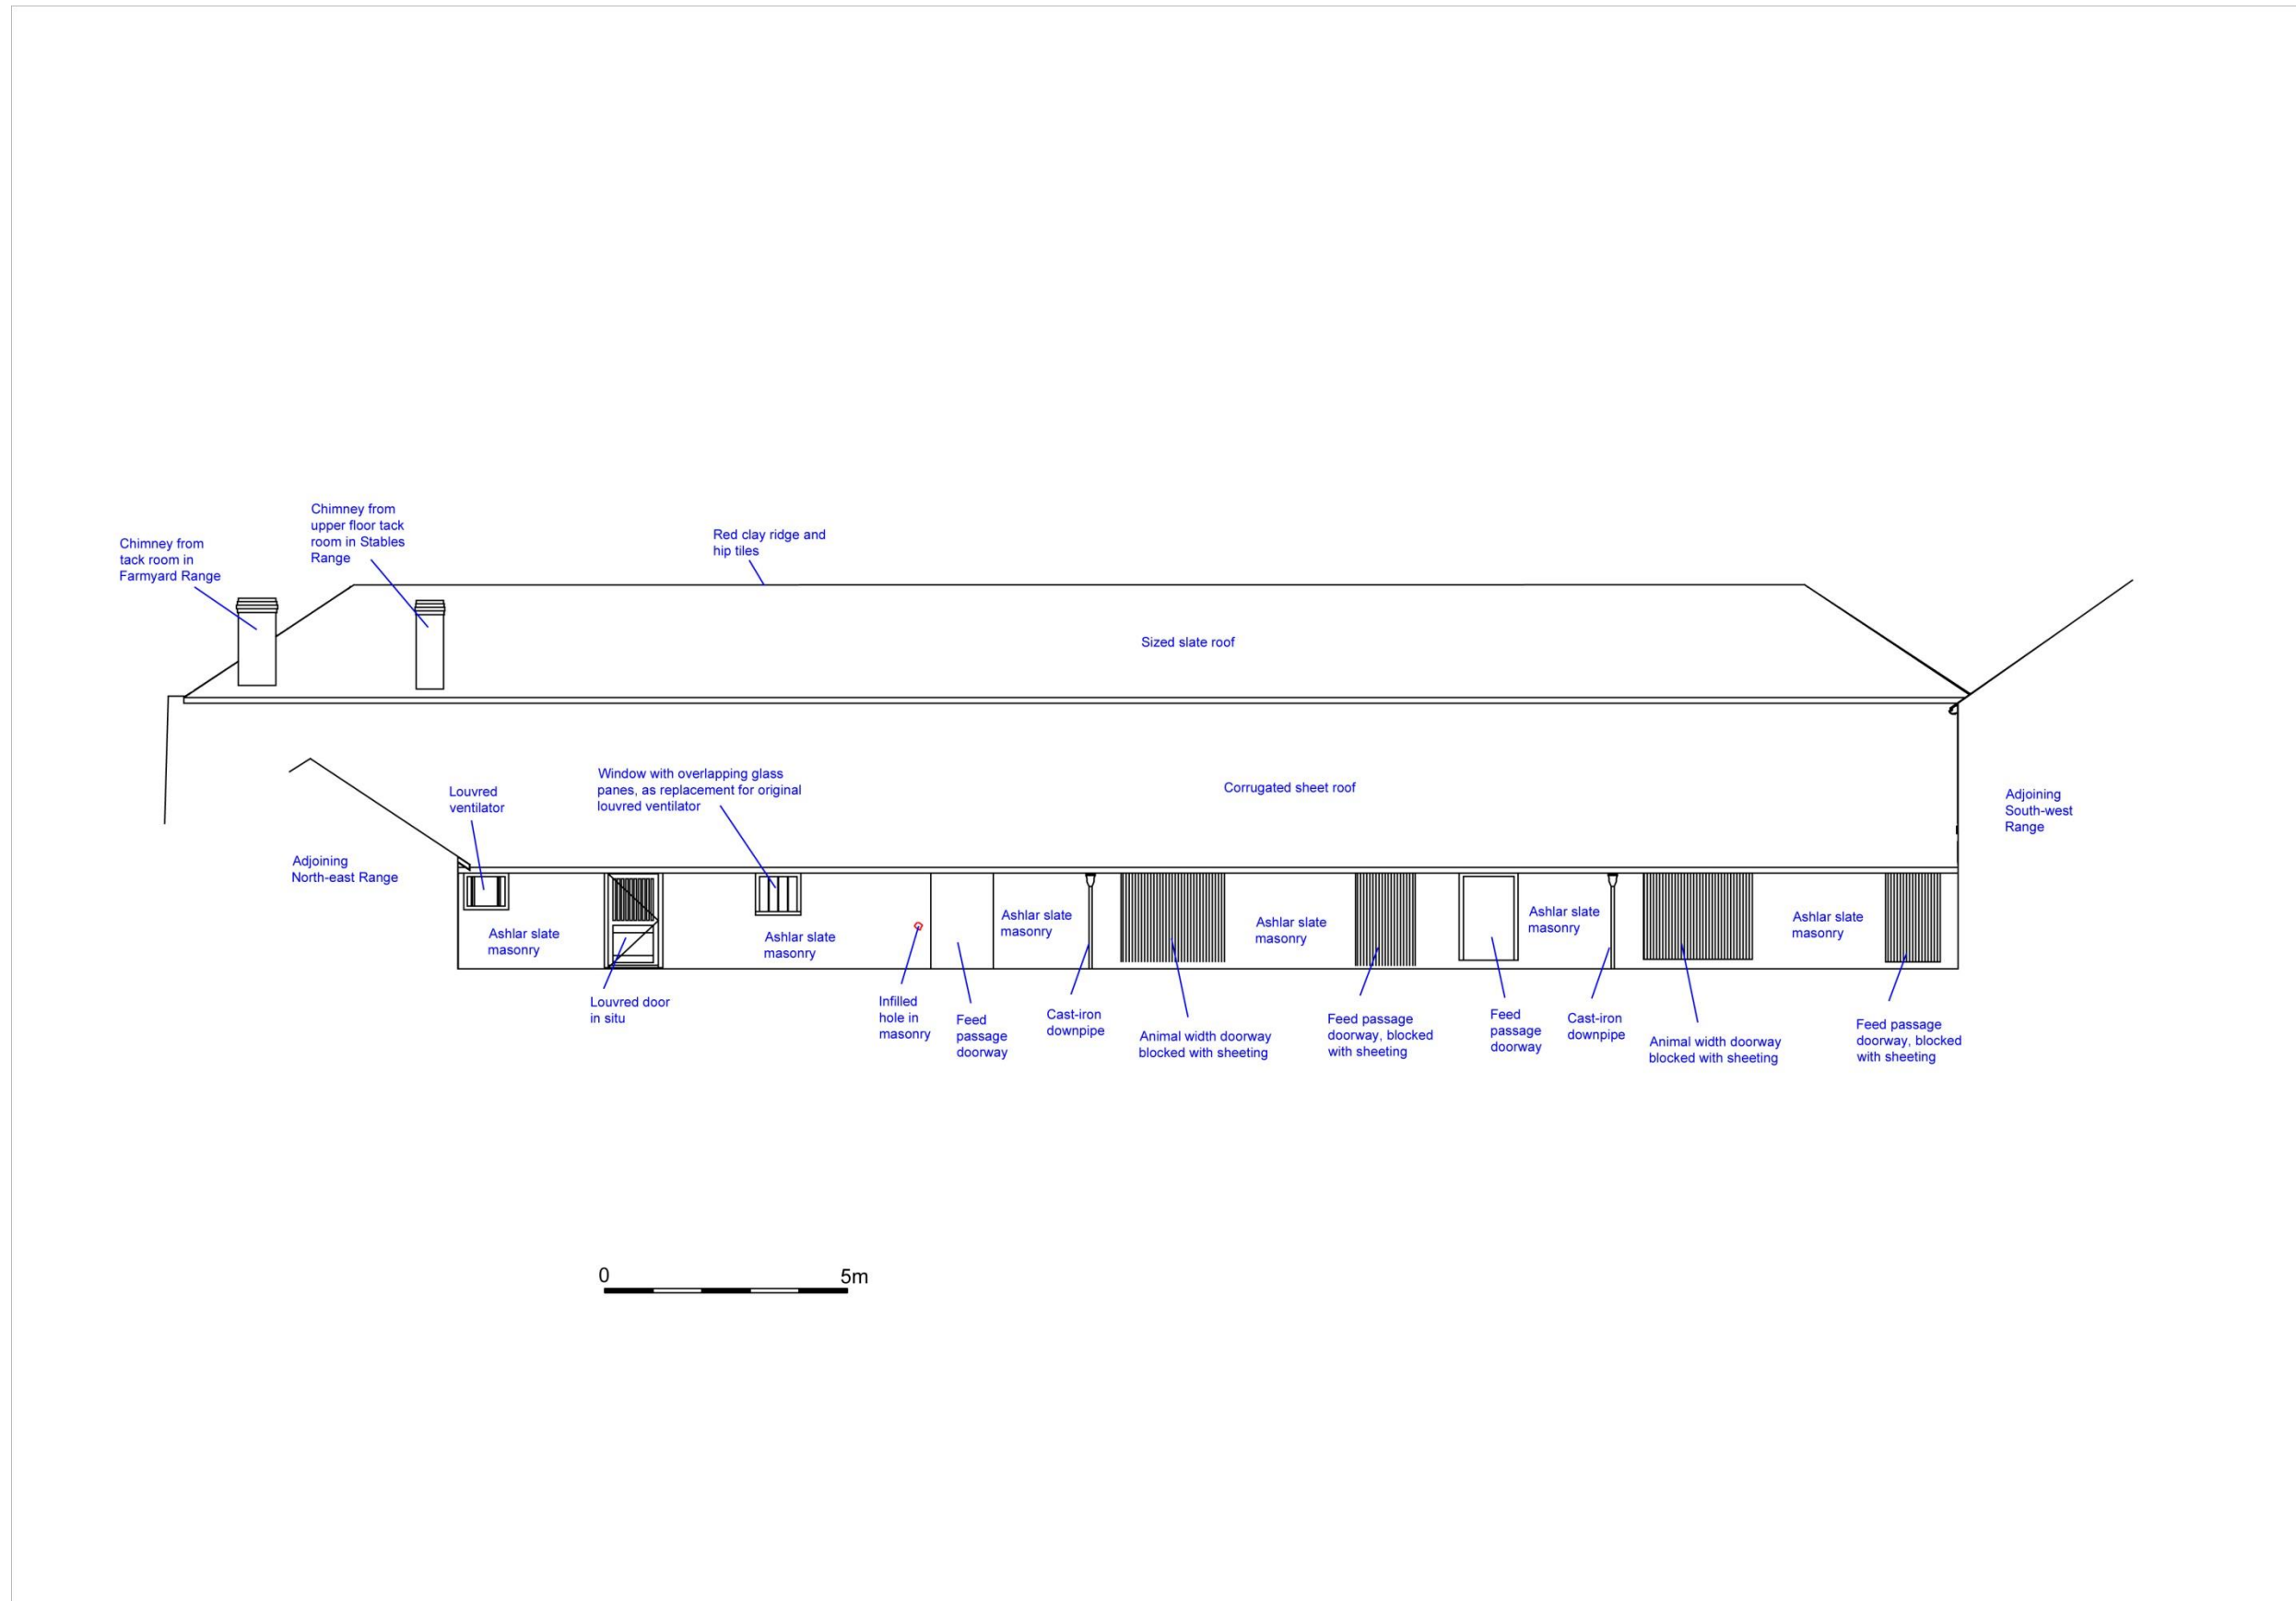 Chimney from
upper floor tack
room in Stables
Range
Chimney from
tack room in
Farmyard Range
Red clay ridge and
hip tiles
Sized slate roof
Window with overlapping glass
panes, as replacement for original
louvred ventilator
Louvred
ventilator
Corrugated sheet roof
Adjoining
South-west
Range
Adjoining
North-east Range
Ashlar slate
masonry
Ashlar slate
masonry
Ashlar slate
masonry
Ashlar slate
masonry
Ashlar slate
masonry
Ashlar slate
masonry
Louvred door
in situ
Infilled
hole in
masonry
Feed
passage
doorway
Cast-iron
downpipe
Animal width doorway
blocked with sheeting
Feed passage
doorway, blocked
with sheeting
Feed
passage
doorway
Cast-iron
downpipe
Animal width doorway
blocked with sheeting
Feed passage
doorway, blocked
with sheeting
0 5m